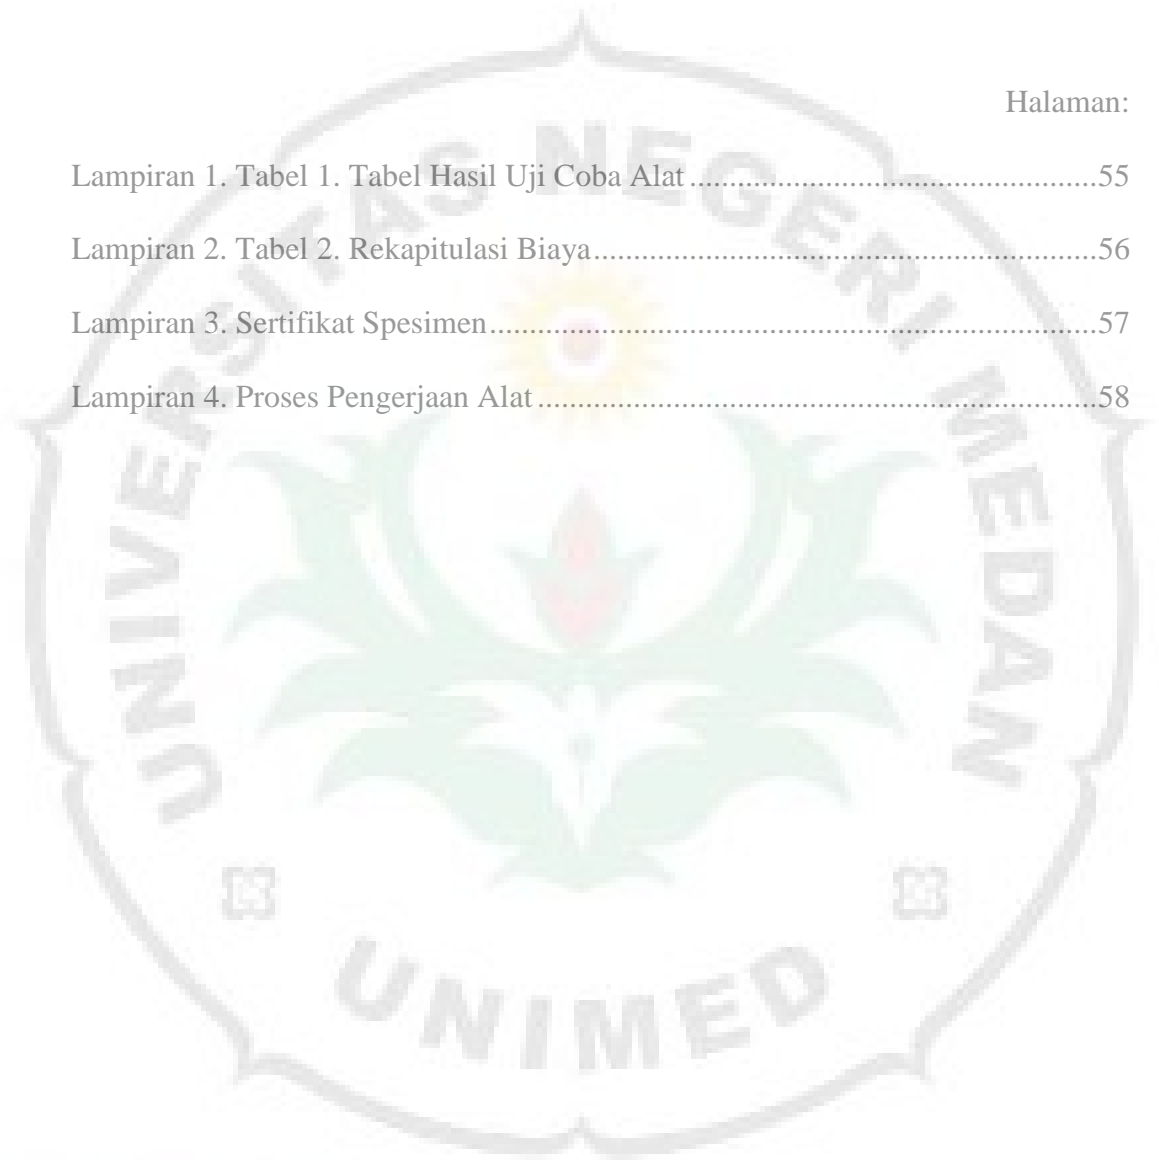 Halaman:
Lampiran 1. Tabel 1. Tabel Hasil Uji Coba Alat...................................................55
Lampiran 2. Tabel 2. Rekapitulasi Biaya...............................................................56
Lampiran 3. Sertifikat Spesimen............................................................................57
Lampiran 4. Proses Pengerjaan Alat......................................................................58
UNIVERSITAS NEGERI MEDAN
UNIMED